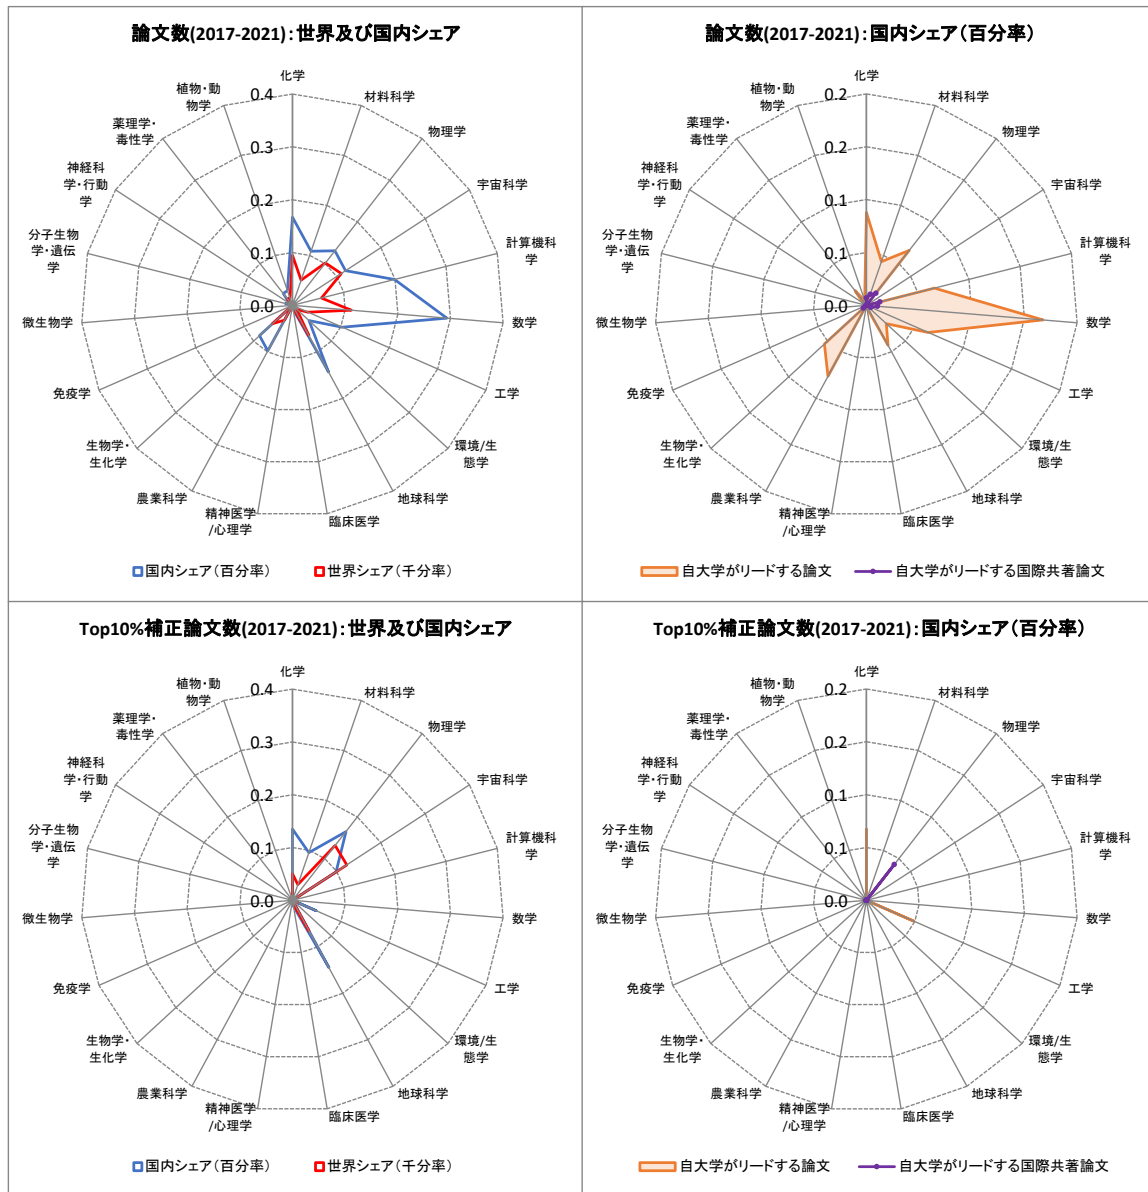 論文数(2017-2021):世界及び国内シェア
化学
材料科学
物理学
宇宙科学
計算機科
学
数学
工学
環境/生
態学
地球科学
臨床医学
精神医学
/心理学
農業科学
生物学・
生化学
免疫学
微生物学
分子生物
学・遺伝
学
神経科
学・行動
学
薬理学・
毒性学
植物・動
物学
0.4
0.3
0.2
0.1
0.0
国内シェア(百分率)
世界シェア(千分率)
論文数(2017-2021):国内シェア(百分率)
化学
材料科学
物理学
宇宙科学
計算機科
学
数学
工学
環境/生
態学
地球科学
臨床医学
精神医学
/心理学
農業科学
生物学・
生化学
免疫学
微生物学
分子生物
学・遺伝
学
神経科
学・行動
学
薬理学・
毒性学
植物・動
物学
0.2
0.2
0.1
0.1
0.0
自大学がリードする論文
自大学がリードする国際共著論文
Top10%補正論文数(2017-2021):世界及び国内シェア
化学
材料科学
物理学
宇宙科学
計算機科
学
数学
工学
環境/生
態学
地球科学
臨床医学
精神医学
/心理学
農業科学
生物学・
生化学
免疫学
微生物学
分子生物
学・遺伝
学
神経科
学・行動
学
薬理学・
毒性学
植物・動
物学
0.4
0.3
0.2
0.1
0.0
国内シェア(百分率)
世界シェア(千分率)
Top10%補正論文数(2017-2021):国内シェア(百分率)
化学
材料科学
物理学
宇宙科学
計算機科
学
数学
工学
環境/生
態学
地球科学
臨床医学
精神医学
/心理学
農業科学
生物学・
生化学
免疫学
微生物学
分子生物
学・遺伝
学
神経科
学・行動
学
薬理学・
毒性学
植物・動
物学
0.2
0.2
0.1
0.1
0.0
自大学がリードする論文
自大学がリードする国際共著論文